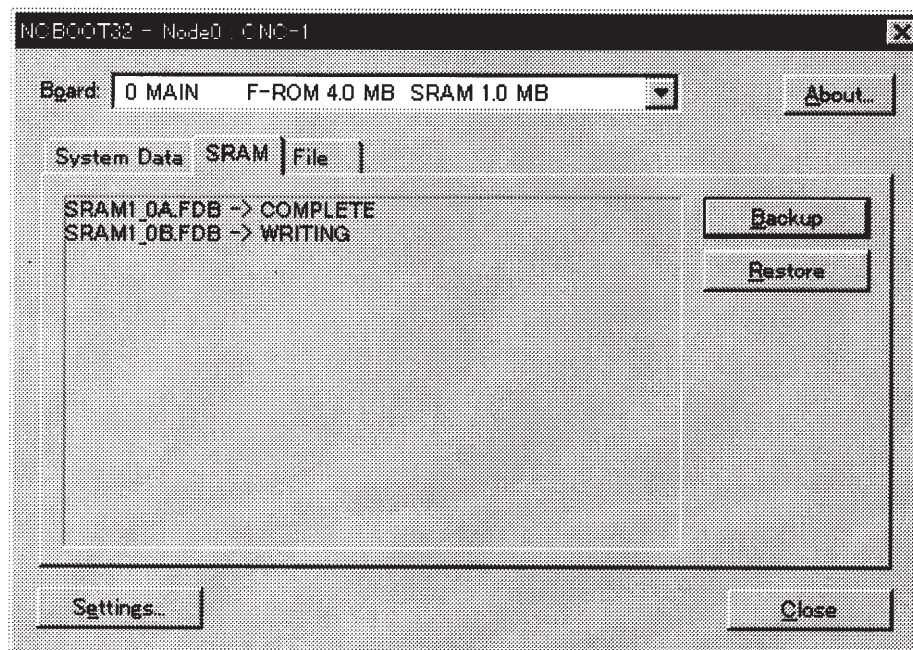 NCBOOT32 - Node0 : CNC-1
Board: 0 MAIN F-ROM 4.0 MB SRAM 1.0 MB About...
System Data SRAM File
SRAM1_0A.FDB -> COMPLETE
SRAM1_0B.FDB -> WRITING
Backup
Restore
Settings... Close